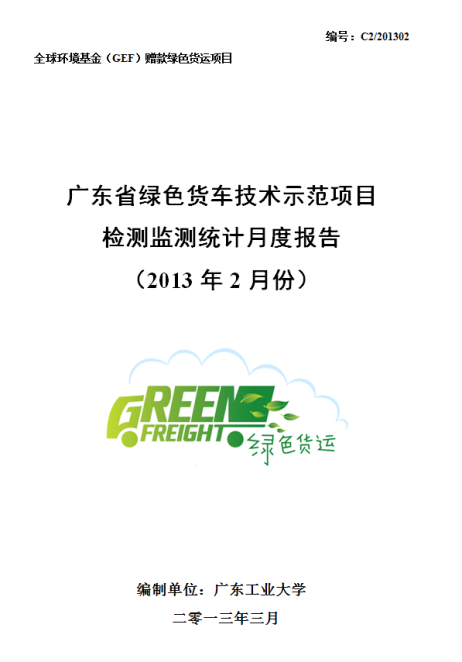 编号：C2/201302
全球环境基金（GEF）赠款绿色货运项目
广东省绿色货车技术示范项目
检测监测统计月度报告
（2013 年 2 月份）
GREEN
FREIGHT
绿色货运
编制单位：广东工业大学
二零一三年三月